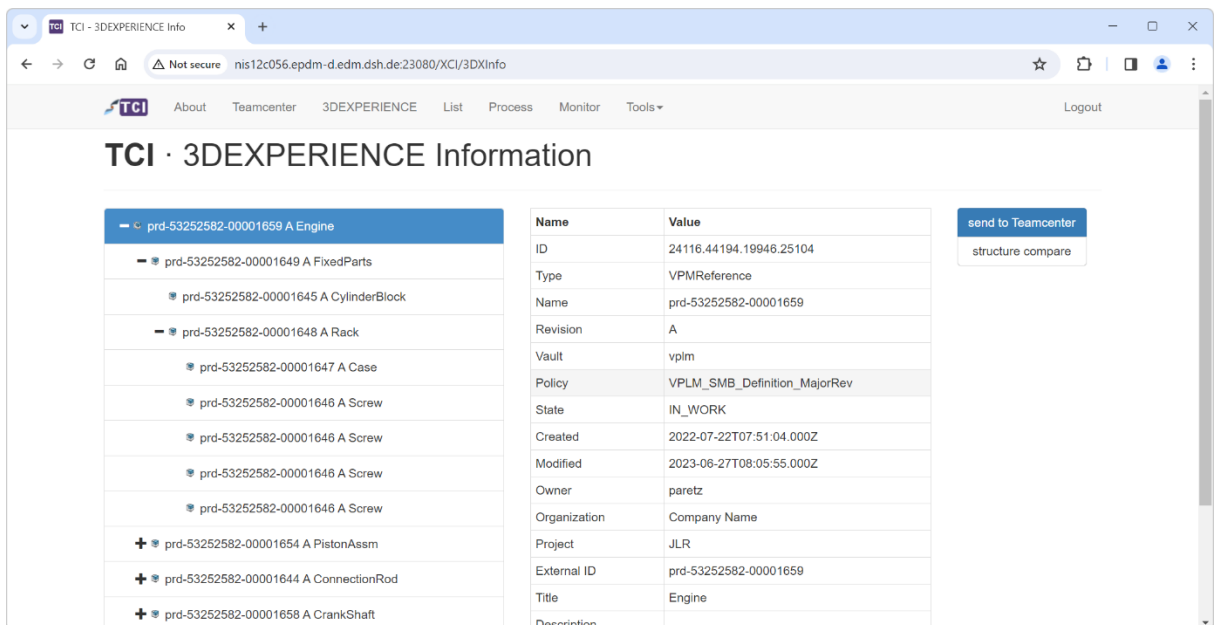 TCI TCI - 3DEXPERIENCE Info
Not secure nis12c056.epdm-d.edm.dsh.de:23080/XCI/3DXInfo
TCI About Teamcenter 3DEXPERIENCE List Process Monitor Tools Logout
TCI · 3DEXPERIENCE Information
prd-53252582-00001659 A Engine
prd-53252582-00001649 A FixedParts
prd-53252582-00001645 A CylinderBlock
prd-53252582-00001648 A Rack
prd-53252582-00001647 A Case
prd-53252582-00001646 A Screw
prd-53252582-00001646 A Screw
prd-53252582-00001646 A Screw
prd-53252582-00001646 A Screw
prd-53252582-00001654 A PistonAssm
prd-53252582-00001644 A ConnectionRod
prd-53252582-00001658 A CrankShaft
Name Value
ID 24116.44194.19946.25104
Type VPMReference
Name prd-53252582-00001659
Revision A
Vault vplm
Policy VPLM_SMB_Definition_MajorRev
State IN_WORK
Created 2022-07-22T07:51:04.000Z
Modified 2023-06-27T08:05:55.000Z
Owner paretz
Organization Company Name
Project JLR
External ID prd-53252582-00001659
Title Engine
Description
send to Teamcenter
structure compare